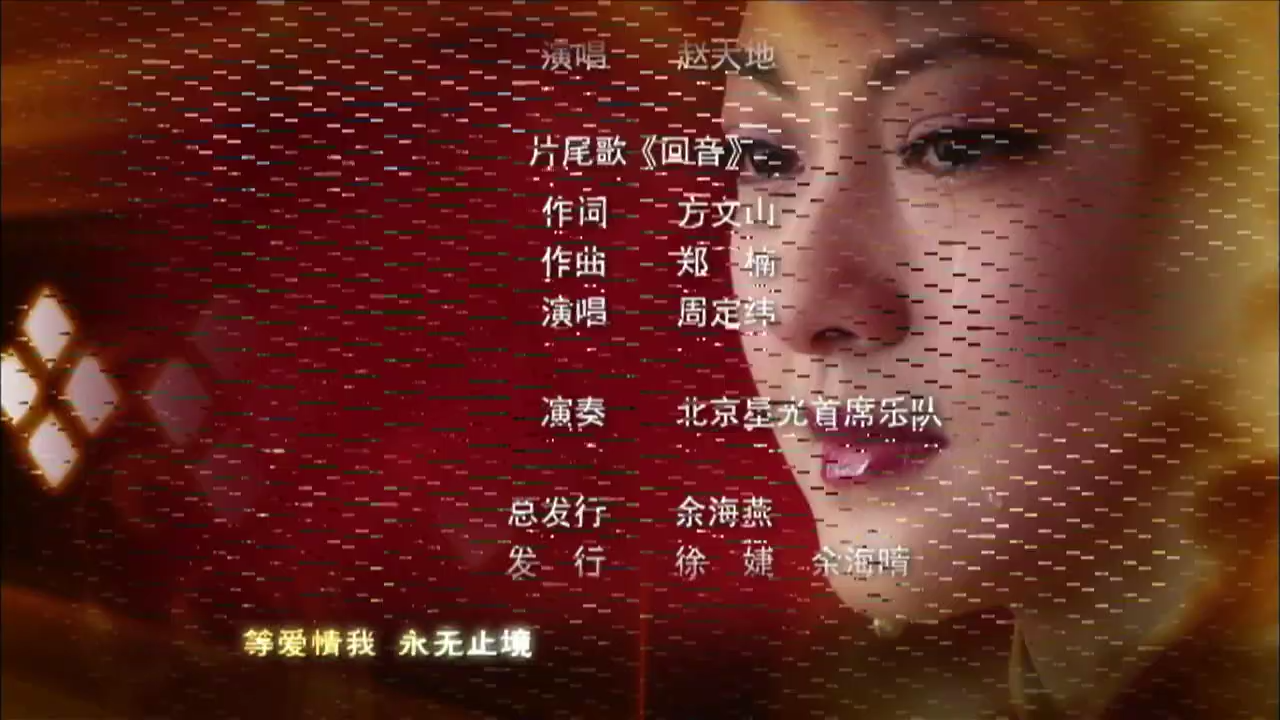 演唱 赵天地
片尾歌《回音》
作词 方文山
作曲 郑 楠
演唱 周定纬
演奏 北京星光首席乐队
总发行 余海燕
发 行 徐 婕 余海晴
等爱情我 永无止境